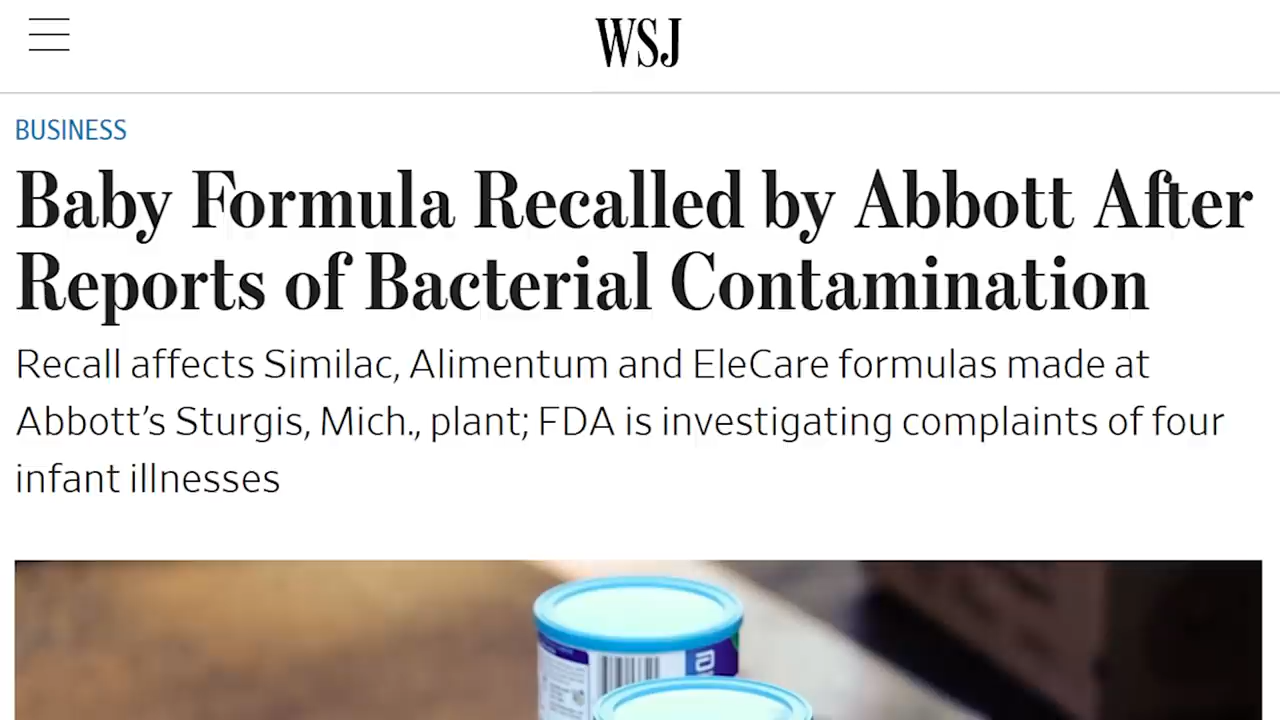 WSJ
BUSINESS
Baby Formula Recalled by Abbott After
Reports of Bacterial Contamination
Recall affects Similac, Alimentum and EleCare formulas made at
Abbott’s Sturgis, Mich., plant; FDA is investigating complaints of four
infant illnesses